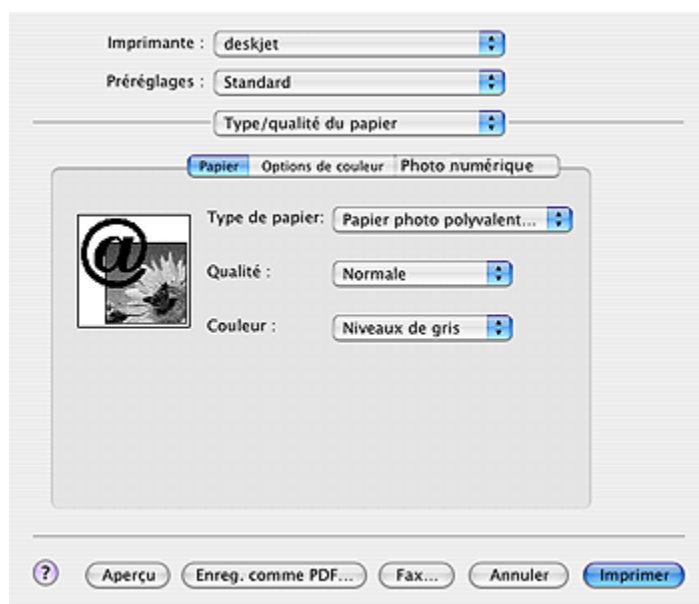 Imprimante : deskjet
Préréglages : Standard
Type/qualité du papier
Papier Options de couleur Photo numérique
@
Type de papier: Papier photo polyvalent...
Qualité : Normale
Couleur : Niveaux de gris
? Aperçu Enreg. comme PDF... Fax... Annuler Imprimer